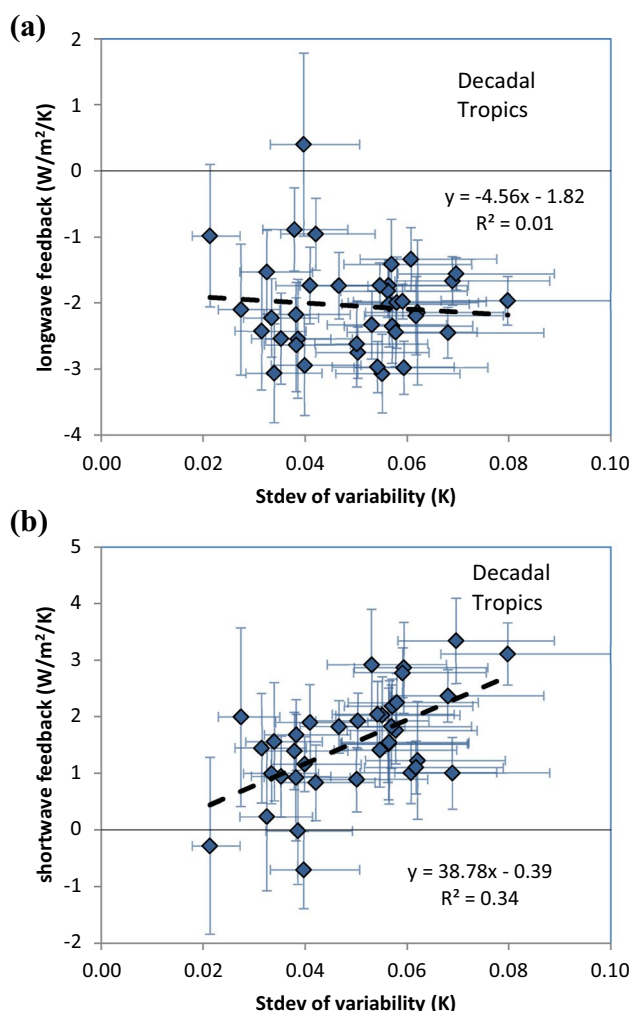 (a)
2
1
0
-1
-2
-3
-4
longwave feedback (W/m²/K)
Decadal
Tropics
y = -4.56x - 1.82
R² = 0.01
0.00 0.02 0.04 0.06 0.08 0.10
Stdev of variability (K)
(b)
5
4
3
2
1
0
-1
-2
shortwave feedback (W/m²/K)
Decadal
Tropics
y = 38.78x - 0.39
R² = 0.34
0.00 0.02 0.04 0.06 0.08 0.10
Stdev of variability (K)